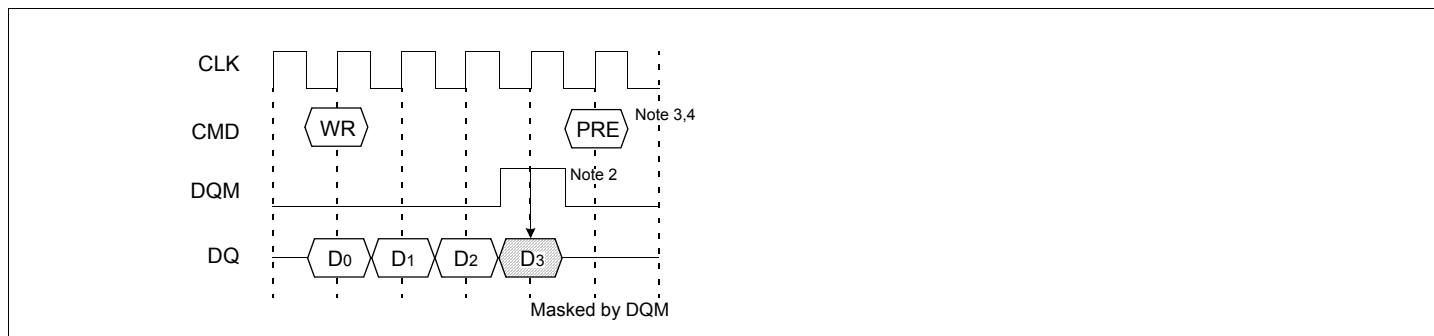 CLK
CMD WR PRE Note 3,4
DQM Note 2
DQ D0 D1 D2 D3
Masked by DQM